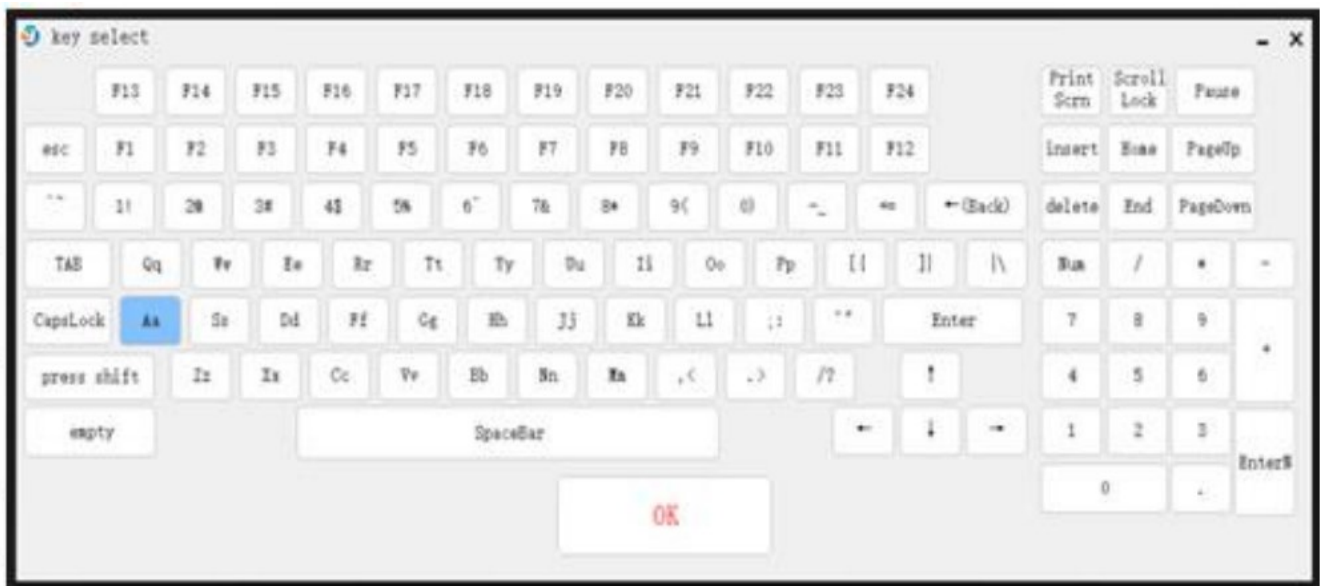 key select
F13 F14 F15 F16 F17 F18 F19 F20 F21 F22 F23 F24 Print Scrn Scroll Lock Pause
esc F1 F2 F3 F4 F5 F6 F7 F8 F9 F10 F11 F12 insert Home PageUp
`~ 1! 2@ 3# 4$ 5% 6^ 7& 8* 9( 0) -_ += ←(Back) delete End PageDown
TAB Qq Ww Ee Rr Tt Yy Uu Ii Oo Pp [{ ]} |\ Num / * -
CapsLock Aa Ss Dd Ff Gg Hh Jj Kk Ll ;: '" Enter 7 8 9 +
press shift Zz Xx Cc Vv Bb Nn Mm ,< .> /? ↑ 4 5 6
empty SpaceBar ← ↓ → 1 2 3
0 .
OK